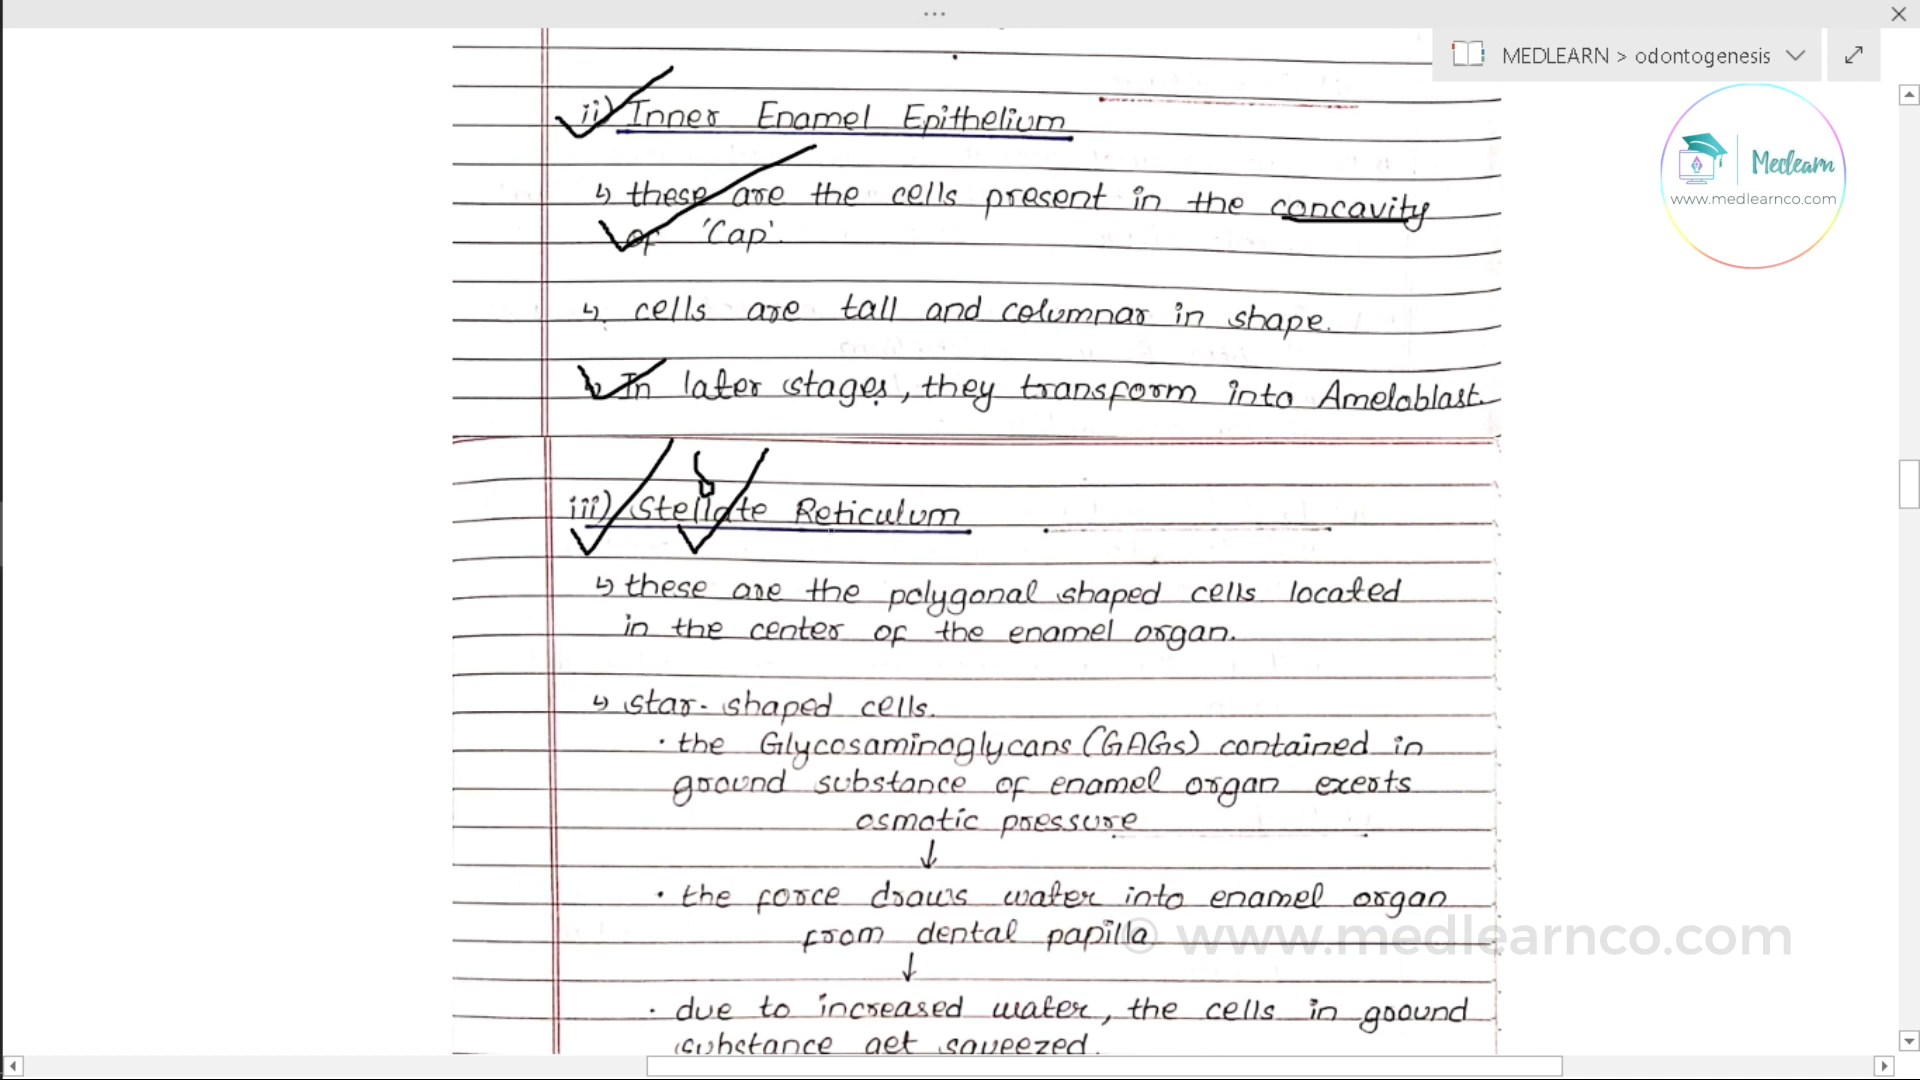 MEDLEARN > odontogenesis
Medlearn
www.medlearnco.com
ii) Inner Enamel Epithelium
↳ these are the cells present in the concavity
of 'Cap'.
↳ cells are tall and columnar in shape.
↳ In later stages, they transform into Ameloblast.
iii) Stellate Reticulum
↳ these are the polygonal shaped cells located
in the center of the enamel organ.
↳ star-shaped cells.
· the Glycosaminoglycans (GAGs) contained in
ground substance of enamel organ exerts
osmotic pressure
↓
· the force draws water into enamel organ
from dental papilla
© www.medlearnco.com
↓
· due to increased water, the cells in ground
substance get squeezed.